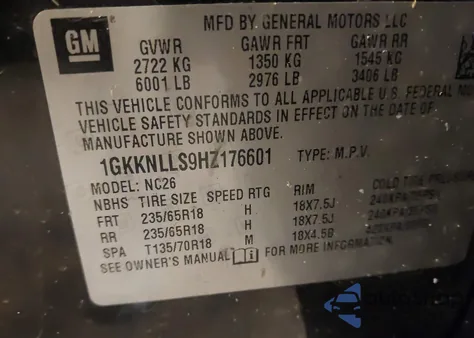 GM
MFD BY GENERAL MOTORS LLC
GVWR GAWR FRT GAWR RR
2722 KG 1350 KG 1545 KG
6001 LB 2976 LB 3406 LB
THIS VEHICLE CONFORMS TO ALL APPLICABLE U.S. FEDERAL
VEHICLE SAFETY STANDARDS IN EFFECT ON THE DATE OF
MANUFACTURE SHOWN ABOVE.
1GKKNLLS9HZ176601 TYPE: M.P.V.
MODEL: NC26
NBHS TIRE SIZE SPEED RTG RIM COLD TIRE
FRT 235/65R18 H 18X7.5J
RR 235/65R18 H 18X7.5J
SPA T135/70R18 M 18X4.5B
SEE OWNER'S MANUAL FOR MORE INFORMATION.